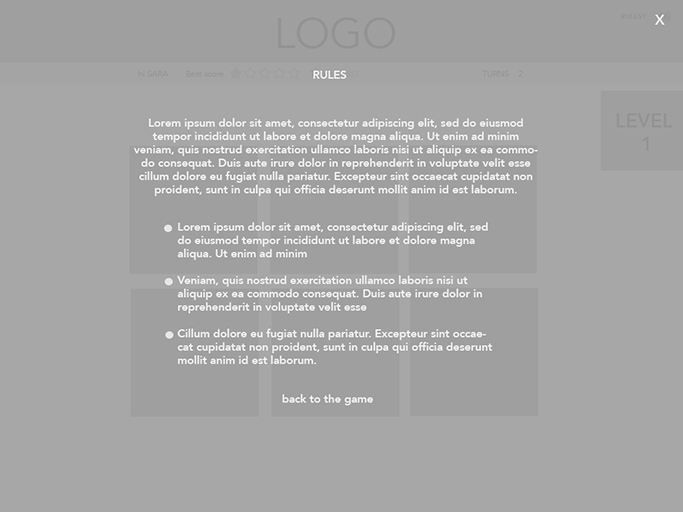 LOGO
X
hi SARA Best score TURNS 2
RULES
LEVEL
1
Lorem ipsum dolor sit amet, consectetur adipiscing elit, sed do eiusmod
tempor incididunt ut labore et dolore magna aliqua. Ut enim ad minim
veniam, quis nostrud exercitation ullamco laboris nisi ut aliquip ex ea commo-
do consequat. Duis aute irure dolor in reprehenderit in voluptate velit esse
cillum dolore eu fugiat nulla pariatur. Excepteur sint occaecat cupidatat non
proident, sunt in culpa qui officia deserunt mollit anim id est laborum.
Lorem ipsum dolor sit amet, consectetur adipiscing elit, sed
do eiusmod tempor incididunt ut labore et dolore magna
aliqua. Ut enim ad minim
Veniam, quis nostrud exercitation ullamco laboris nisi ut
aliquip ex ea commodo consequat. Duis aute irure dolor in
reprehenderit in voluptate velit esse
Cillum dolore eu fugiat nulla pariatur. Excepteur sint occae-
cat cupidatat non proident, sunt in culpa qui officia deserunt
mollit anim id est laborum.
back to the game